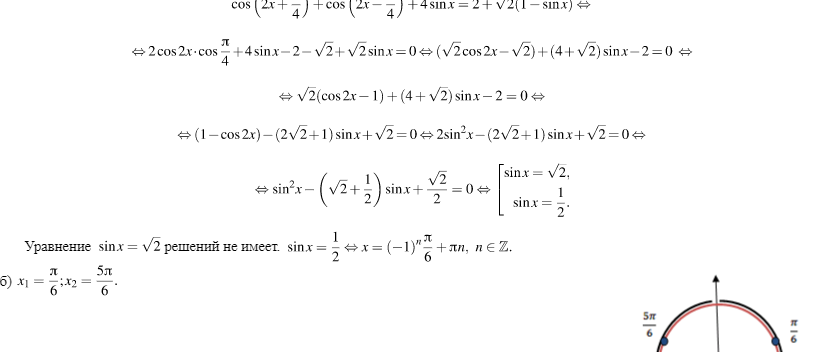 cos (2x + π/4) + cos (2x − π/4) + 4 sin x = 2 + √2(1 − sin x) ⇔
⇔ 2 cos 2x · cos π/4 + 4 sin x − 2 − √2 + √2 sin x = 0 ⇔ (√2 cos 2x − √2) + (4 + √2) sin x − 2 = 0 ⇔
⇔ √2(cos 2x − 1) + (4 + √2) sin x − 2 = 0 ⇔
⇔ (1 − cos 2x) − (2√2 + 1) sin x + √2 = 0 ⇔ 2sin²x − (2√2 + 1) sin x + √2 = 0 ⇔
⇔ sin²x − (√2 + 1/2) sin x + √2/2 = 0 ⇔ [ sin x = √2,
sin x = 1/2.
Уравнение sin x = √2 решений не имеет. sin x = 1/2 ⇔ x = (−1)ⁿ π/6 + πn, n ∈ ℤ.
б) x₁ = π/6; x₂ = 5π/6.
5π/6
π/6